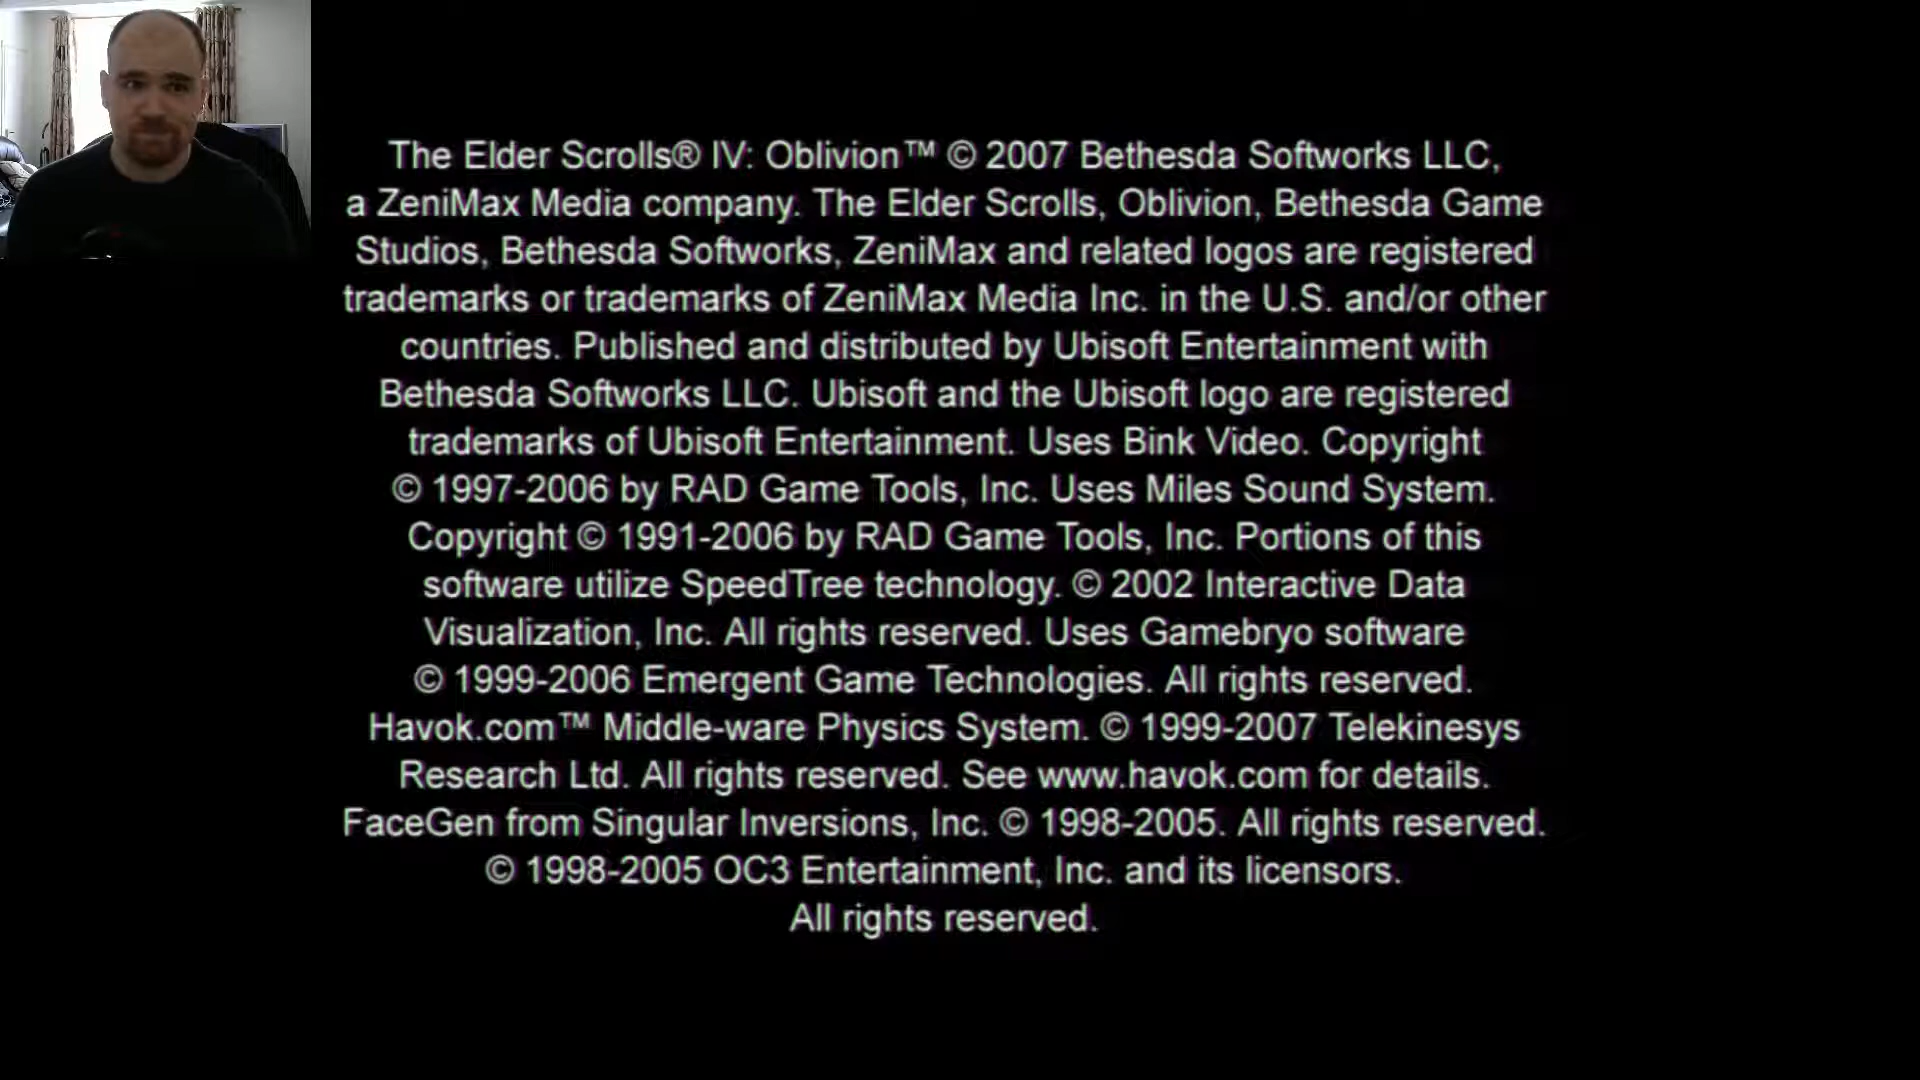 The Elder Scrolls® IV: Oblivion™ © 2007 Bethesda Softworks LLC,
a ZeniMax Media company. The Elder Scrolls, Oblivion, Bethesda Game
Studios, Bethesda Softworks, ZeniMax and related logos are registered
trademarks or trademarks of ZeniMax Media Inc. in the U.S. and/or other
countries. Published and distributed by Ubisoft Entertainment with
Bethesda Softworks LLC. Ubisoft and the Ubisoft logo are registered
trademarks of Ubisoft Entertainment. Uses Bink Video. Copyright
© 1997-2006 by RAD Game Tools, Inc. Uses Miles Sound System.
Copyright © 1991-2006 by RAD Game Tools, Inc. Portions of this
software utilize SpeedTree technology. © 2002 Interactive Data
Visualization, Inc. All rights reserved. Uses Gamebryo software
© 1999-2006 Emergent Game Technologies. All rights reserved.
Havok.com™ Middle-ware Physics System. © 1999-2007 Telekinesys
Research Ltd. All rights reserved. See www.havok.com for details.
FaceGen from Singular Inversions, Inc. © 1998-2005. All rights reserved.
© 1998-2005 OC3 Entertainment, Inc. and its licensors.
All rights reserved.